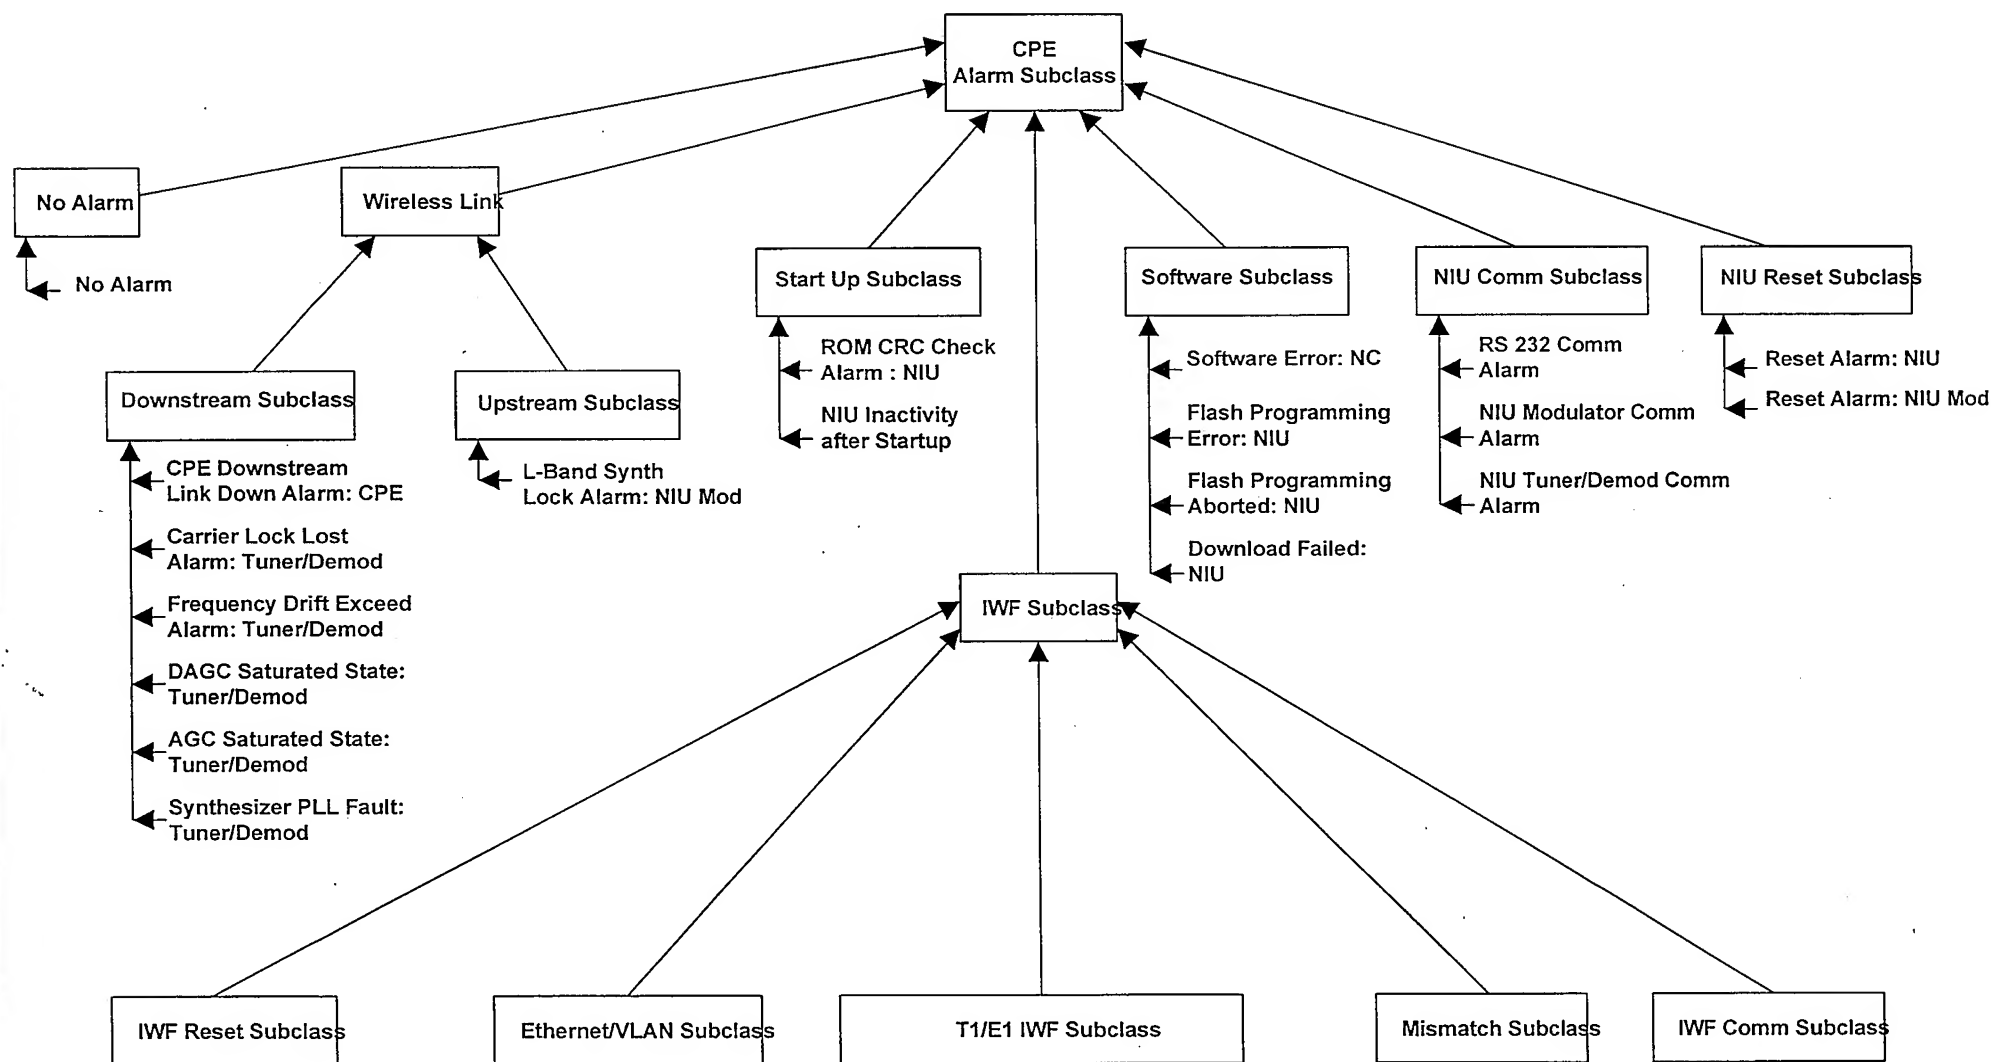 CPE
Alarm Subclass
No Alarm
No Alarm
Wireless Link
Downstream Subclass
CPE Downstream
Link Down Alarm: CPE
Carrier Lock Lost
Alarm: Tuner/Demod
Frequency Drift Exceed
Alarm: Tuner/Demod
DAGC Saturated State:
Tuner/Demod
AGC Saturated State:
Tuner/Demod
Synthesizer PLL Fault:
Tuner/Demod
Upstream Subclass
L-Band Synth
Lock Alarm: NIU Mod
Start Up Subclass
ROM CRC Check
Alarm : NIU
NIU Inactivity
after Startup
Software Subclass
Software Error: NC
Flash Programming
Error: NIU
Flash Programming
Aborted: NIU
Download Failed:
NIU
NIU Comm Subclass
RS 232 Comm
Alarm
NIU Modulator Comm
Alarm
NIU Tuner/Demod Comm
Alarm
NIU Reset Subclass
Reset Alarm: NIU
Reset Alarm: NIU Mod
IWF Subclass
IWF Reset Subclass
Ethernet/VLAN Subclass
T1/E1 IWF Subclass
Mismatch Subclass
IWF Comm Subclass